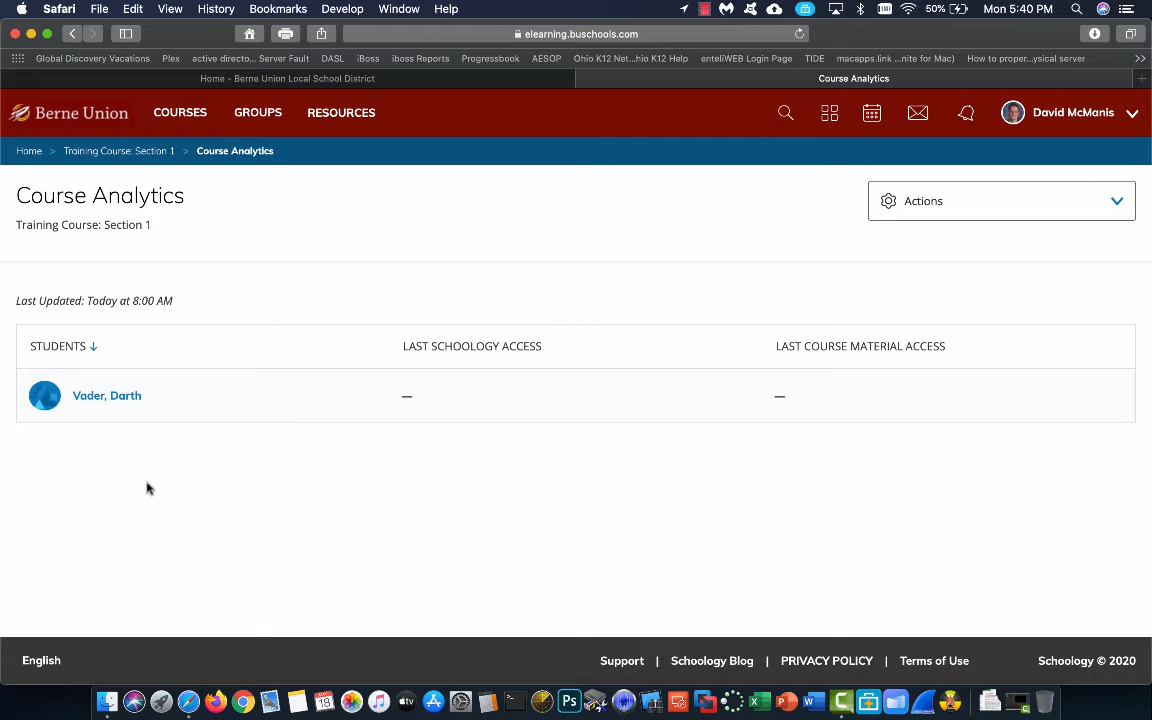 Safari File Edit View History Bookmarks Develop Window Help 50% Mon 5:40 PM
elearning.buschools.com
Global Discovery Vacations Plex active directo... Server Fault DASL iBoss iboss Reports Progressbook AESOP Ohio K12 Net...hio K12 Help enteliWEB Login Page TIDE macapps.link ...nite for Mac) How to proper...ysical server >>
Home - Berne Union Local School District Course Analytics +
Berne Union COURSES GROUPS RESOURCES David McManis
Home > Training Course: Section 1 > Course Analytics
Course Analytics
Actions
Training Course: Section 1
Last Updated: Today at 8:00 AM
STUDENTS ↓ LAST SCHOOLOGY ACCESS LAST COURSE MATERIAL ACCESS
Vader, Darth — —
English Support | Schoology Blog | PRIVACY POLICY | Terms of Use Schoology © 2020